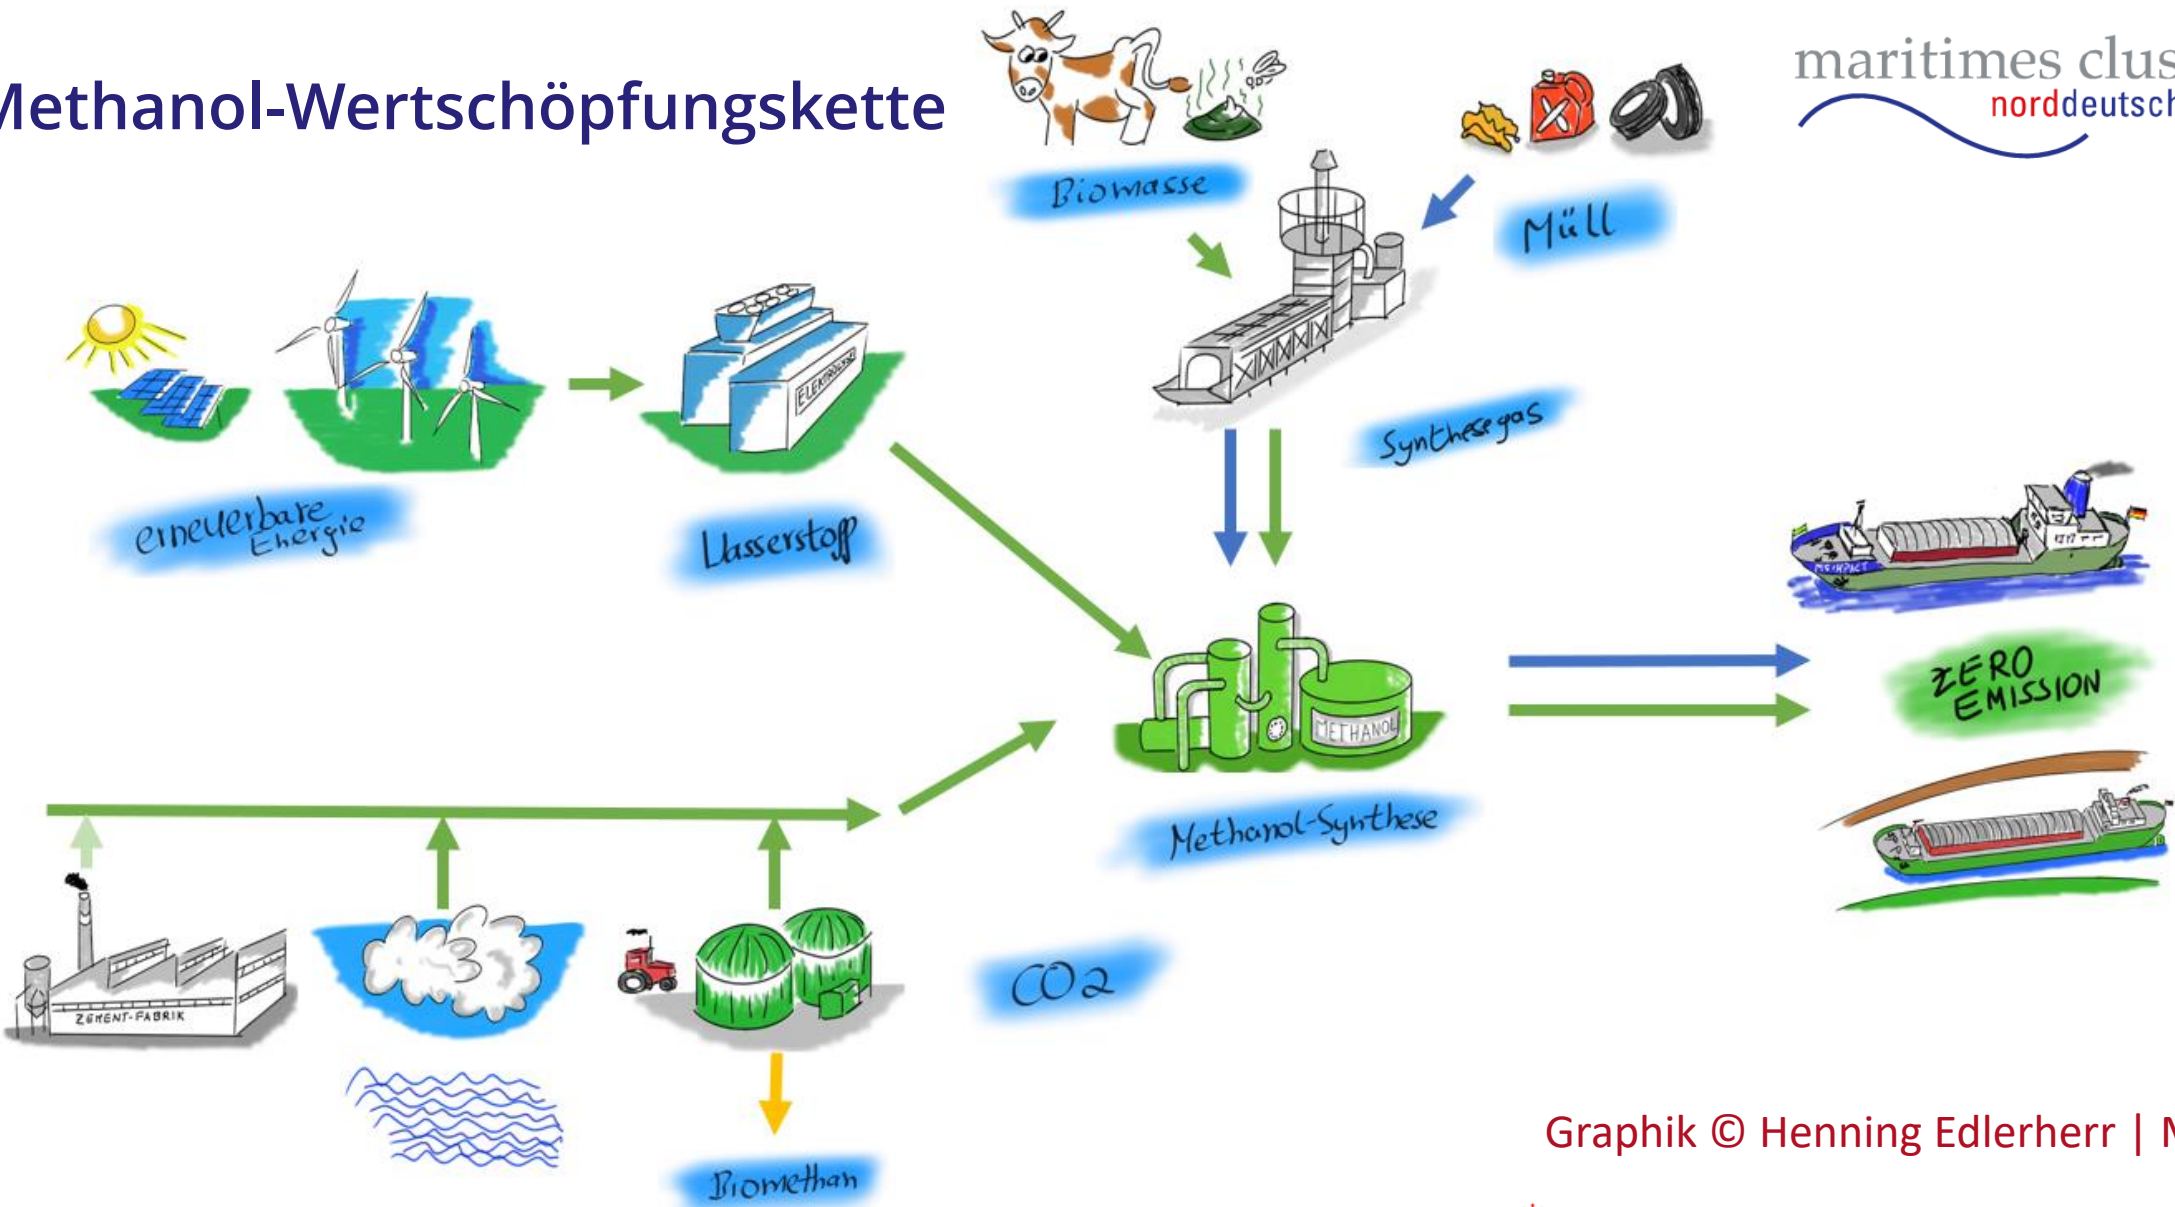 Methanol-Wertschöpfungskette
maritimes clus
norddeutsch
Biomasse
Müll
ELEKTROLYSE
Synthesegas
erneuerbare
Energie
Wasserstoff
METHANOL
ZERO
EMISSION
Methanol-Synthese
ZEMENT-FABRIK
CO2
Biomethan
Graphik © Henning Edlerherr | M